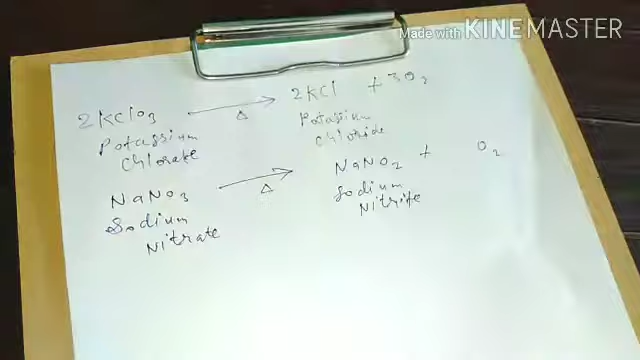 Made with KINEMASTER
2KClO3 → 2KCl + 3O2
Δ
Potassium Potassium
Chlorate Chloride
NaNO3 → NaNO2 + O2
Δ
Sodium Sodium
Nitrate Nitrite